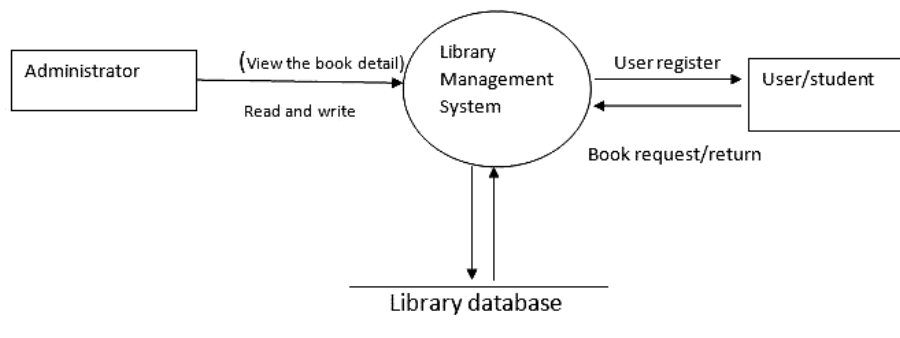 Administrator
(View the book detail)
Read and write
Library
Management
System
User register
User/student
Book request/return
Library database